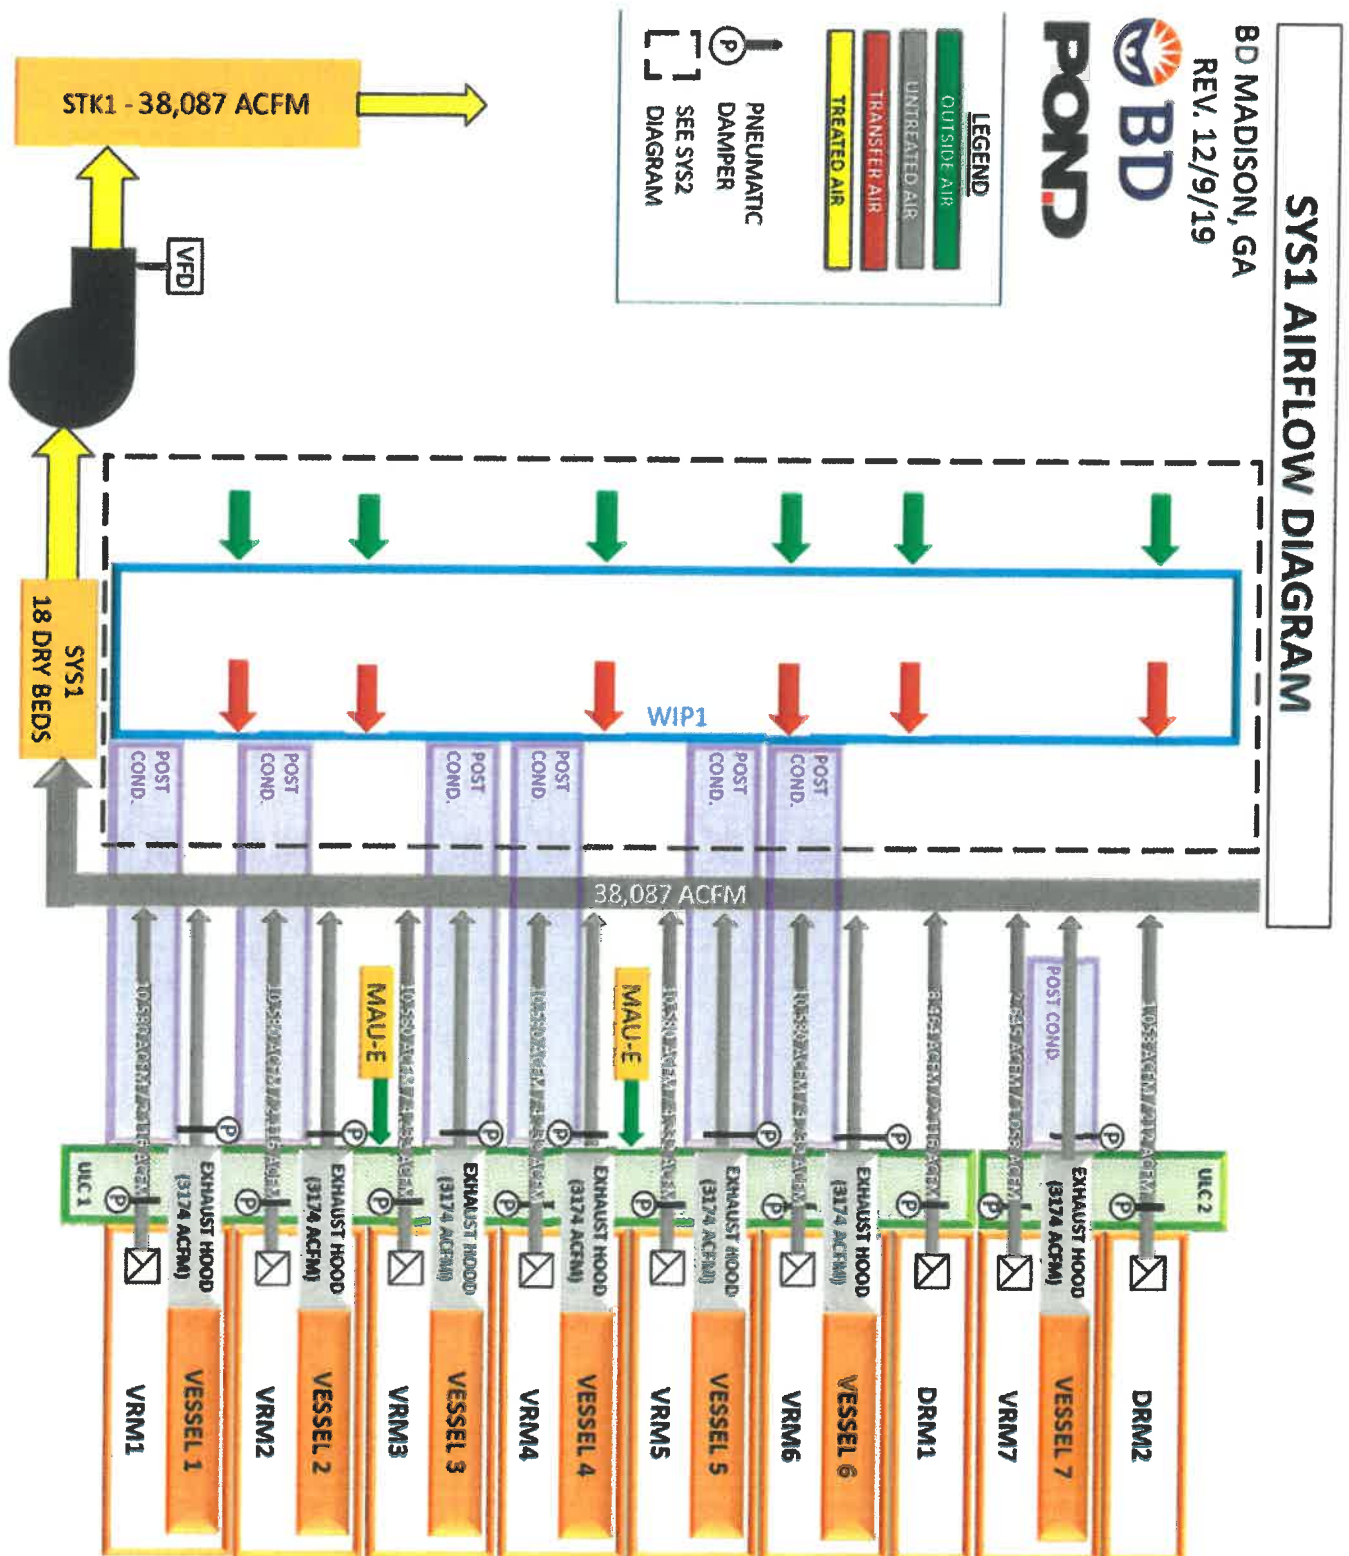 SYS1 AIRFLOW DIAGRAM
BD MADISON, GA
REV. 12/9/19
BD
POND
LEGEND
OUTSIDE AIR
UNTREATED AIR
TRANSFER AIR
TREATED AIR
P
PNEUMATIC
DAMPER
SEE SYS2
DIAGRAM
STK1 - 38,087 ACFM
VFD
SYS1
18 DRY BEDS
WIP1
POST
COND.
POST
COND.
POST
COND.
POST
COND.
POST
COND.
POST
COND.
38,087 ACFM
POST COND.
MAU-E
MAU-E
P
P
P
P
P
P
P
ULC 1
ULC 2
P
P
P
P
P
P
P
P
P
EXHAUST HOOD
(3174 ACFM)
EXHAUST HOOD
(3174 ACFM)
EXHAUST HOOD
(3174 ACFM)
EXHAUST HOOD
(3174 ACFM)
EXHAUST HOOD
(3174 ACFM)
EXHAUST HOOD
(3174 ACFM)
EXHAUST HOOD
(3174 ACFM)
VRM1
VESSEL 1
VRM2
VESSEL 2
VRM3
VESSEL 3
VRM4
VESSEL 4
VRM5
VESSEL 5
VRM6
VESSEL 6
DRM1
VRM7
VESSEL 7
DRM2